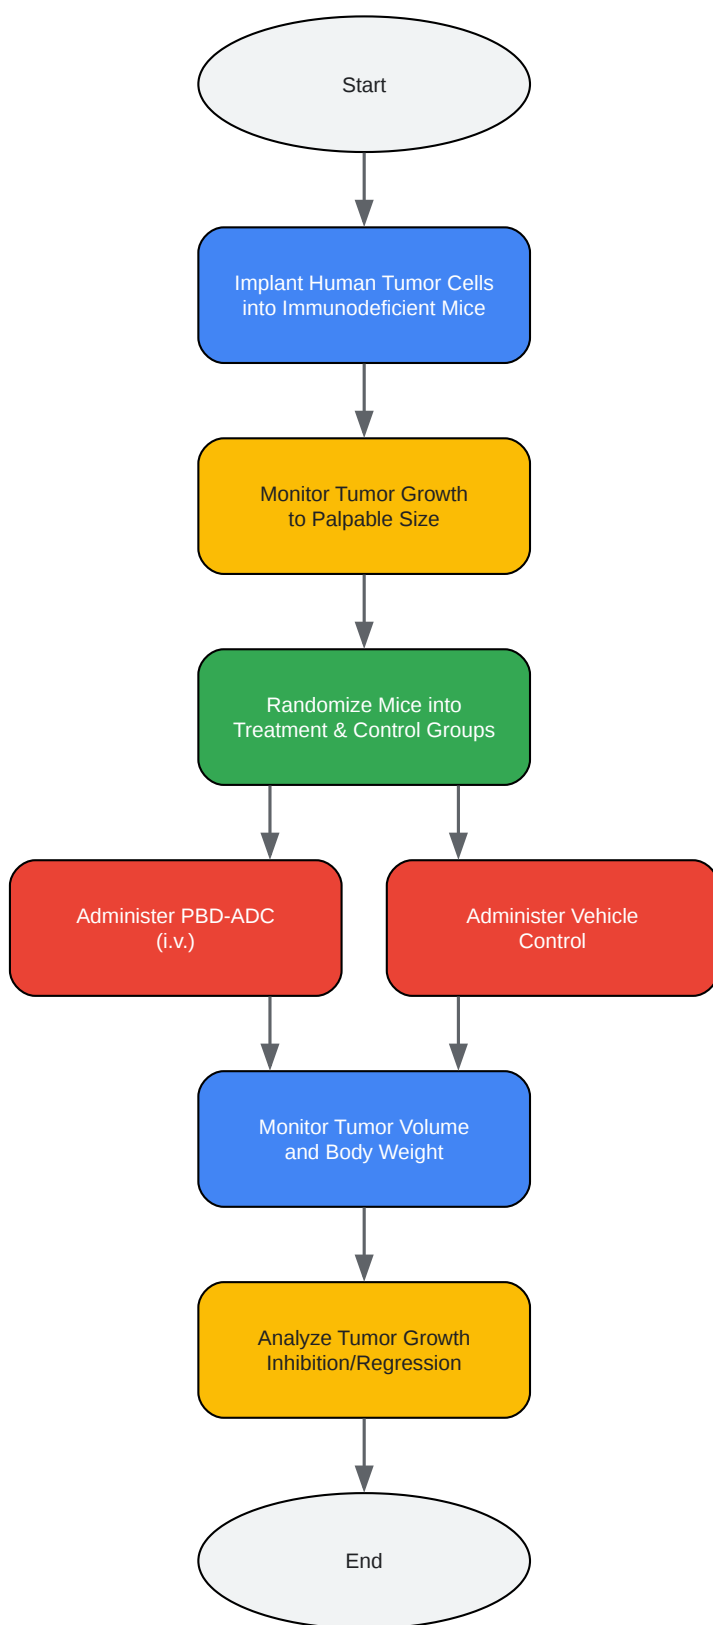 Start
Implant Human Tumor Cells
into Immunodeficient Mice
Monitor Tumor Growth
to Palpable Size
Randomize Mice into
Treatment & Control Groups
Administer PBD-ADC
(i.v.)
Administer Vehicle
Control
Monitor Tumor Volume
and Body Weight
Analyze Tumor Growth
Inhibition/Regression
End